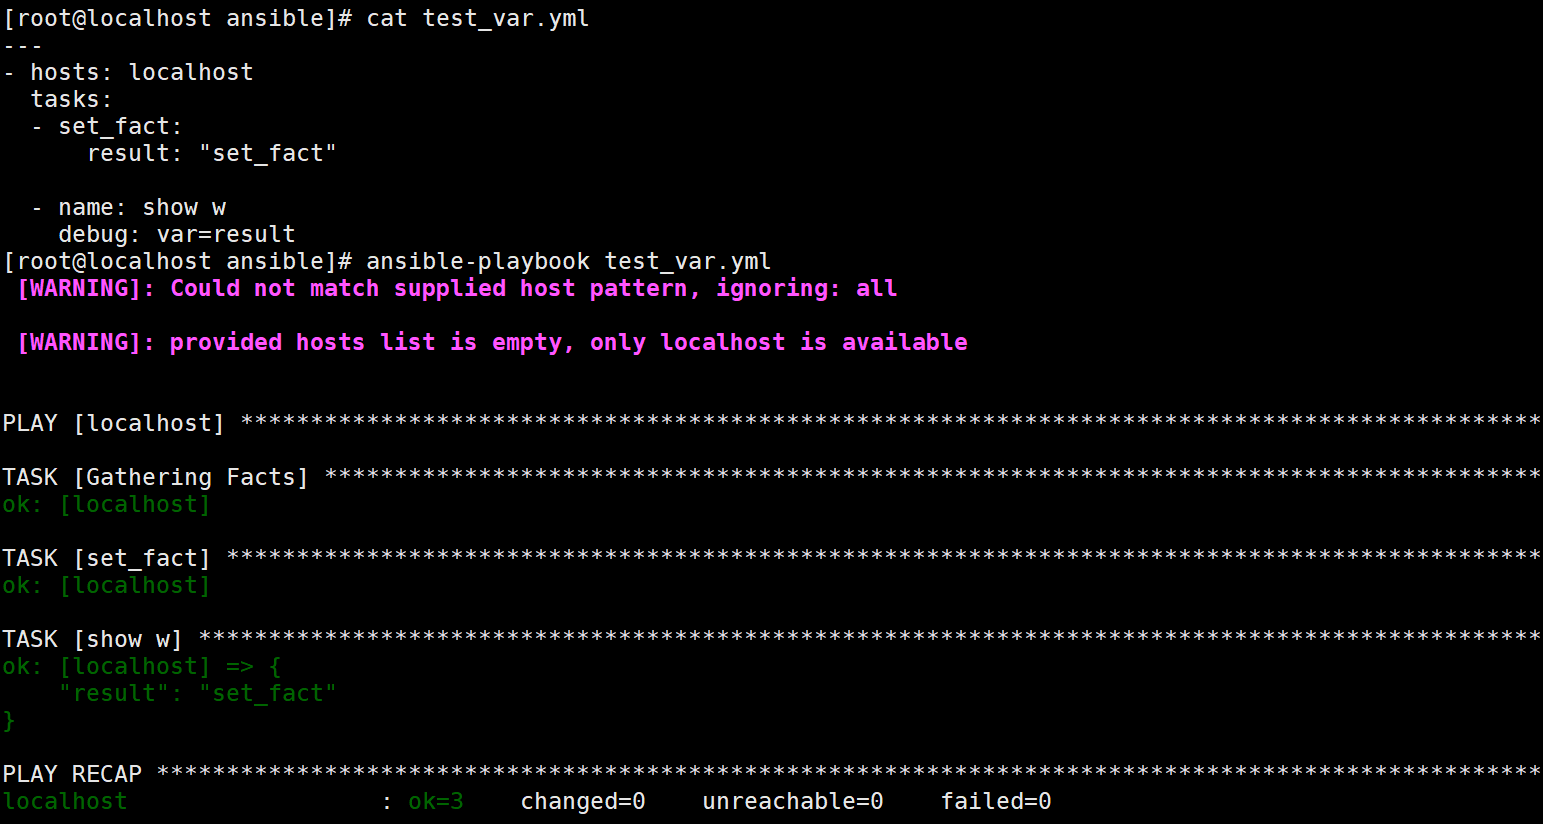 [root@localhost ansible]# cat test_var.yml
---
- hosts: localhost
  tasks:
  - set_fact:
      result: "set_fact"
  - name: show w
    debug: var=result
[root@localhost ansible]# ansible-playbook test_var.yml
 [WARNING]: Could not match supplied host pattern, ignoring: all
 [WARNING]: provided hosts list is empty, only localhost is available
PLAY [localhost] *********************************************************************************************
TASK [Gathering Facts] ***************************************************************************************
ok: [localhost]
TASK [set_fact] **********************************************************************************************
ok: [localhost]
TASK [show w] ************************************************************************************************
ok: [localhost] => {
    "result": "set_fact"
}
PLAY RECAP ***************************************************************************************************
localhost                  : ok=3    changed=0    unreachable=0    failed=0